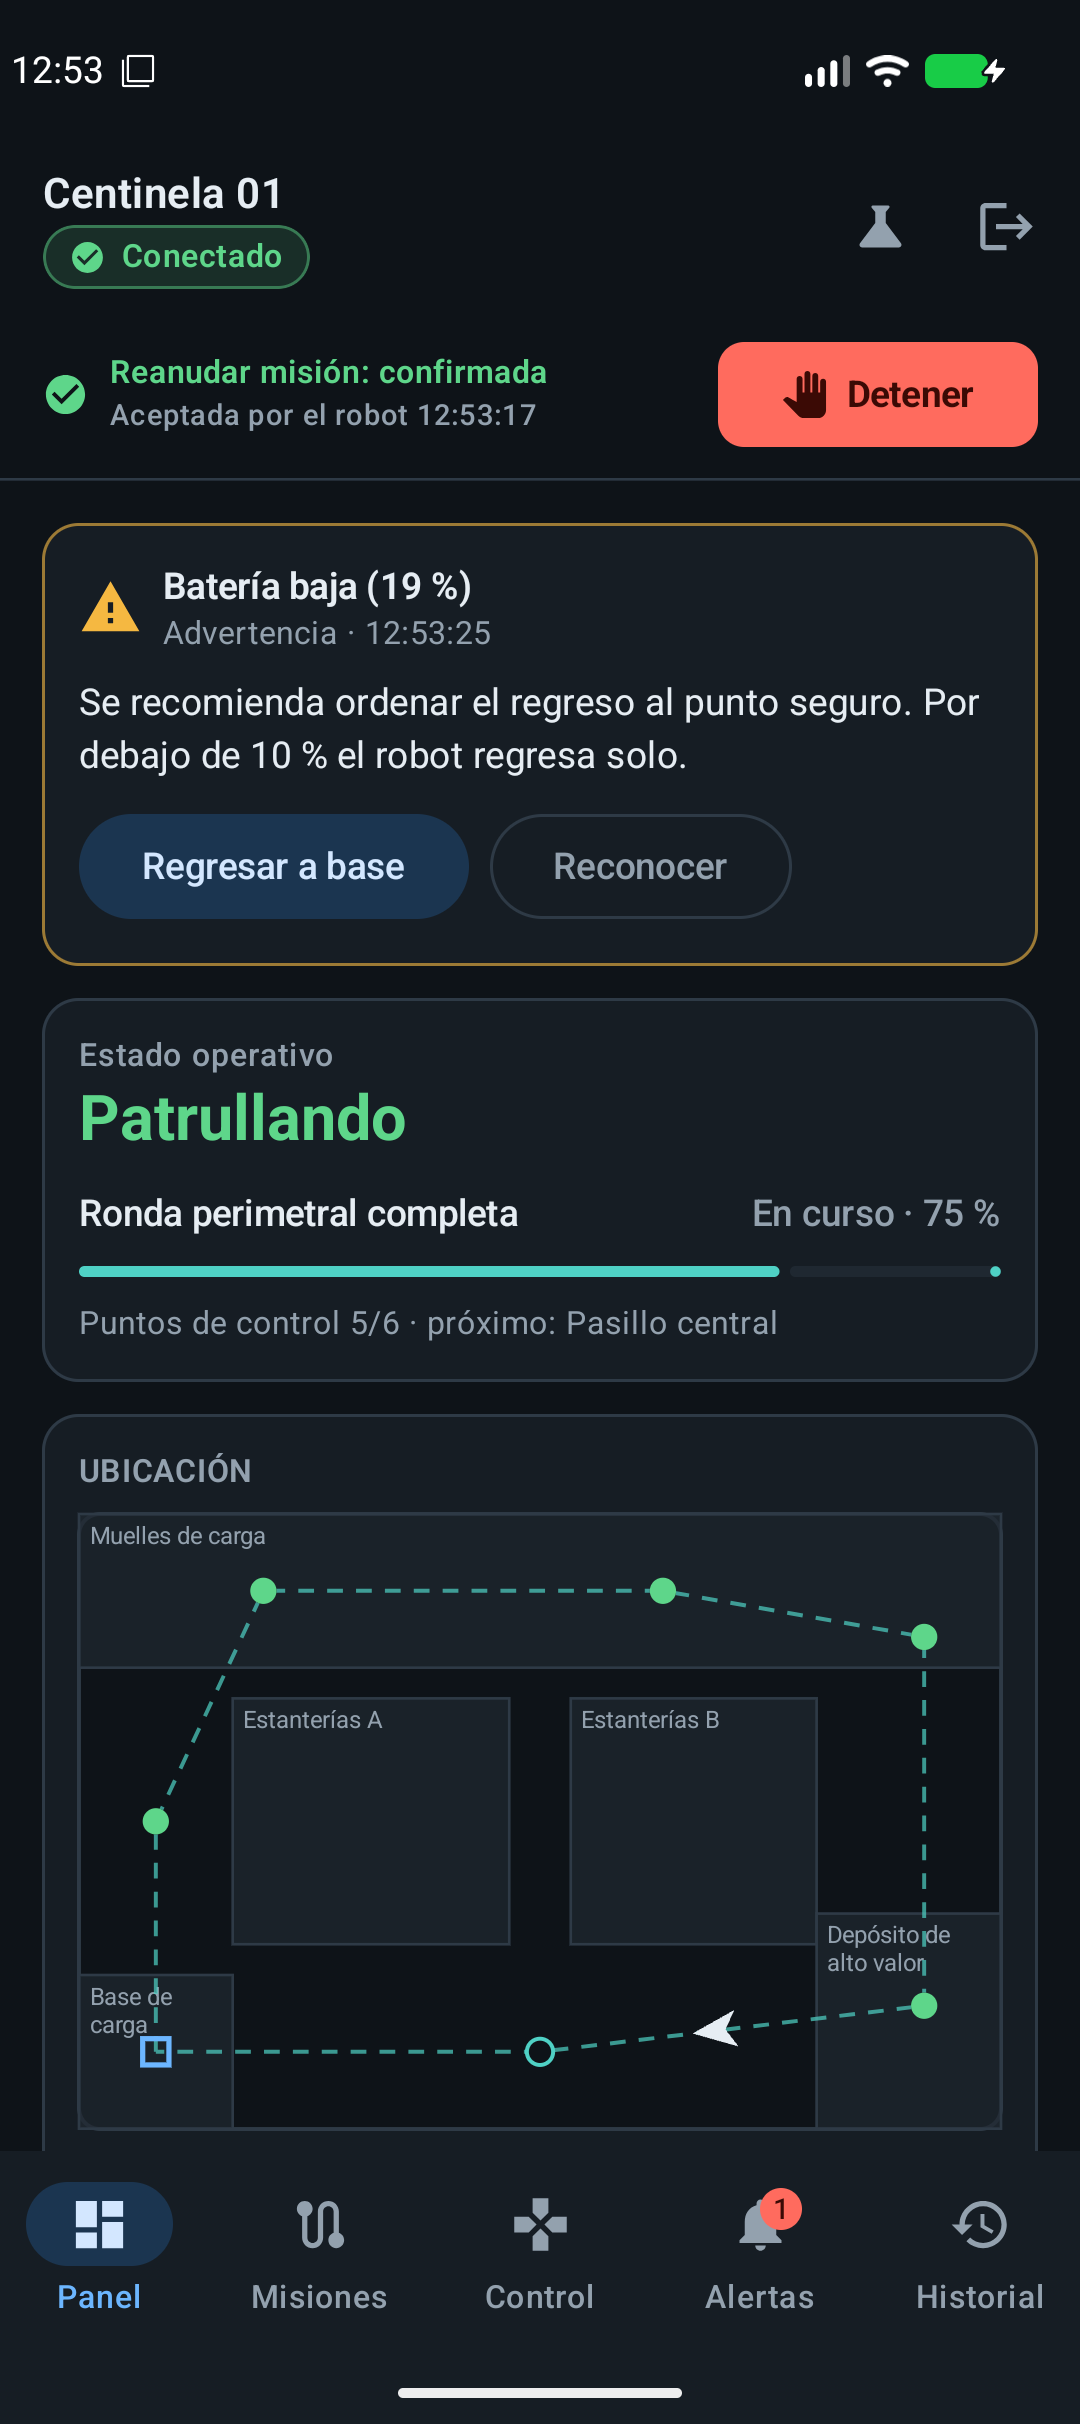 12:53
Centinela 01
Conectado
Reanudar misión: confirmada
Aceptada por el robot 12:53:17
Detener
Batería baja (19 %)
Advertencia · 12:53:25
Se recomienda ordenar el regreso al punto seguro. Por
debajo de 10 % el robot regresa solo.
Regresar a base
Reconocer
Estado operativo
Patrullando
Ronda perimetral completa
En curso · 75 %
Puntos de control 5/6 · próximo: Pasillo central
UBICACIÓN
Muelles de carga
Estanterías A
Estanterías B
Depósito de
alto valor
Base de
carga
1
Panel
Misiones
Control
Alertas
Historial